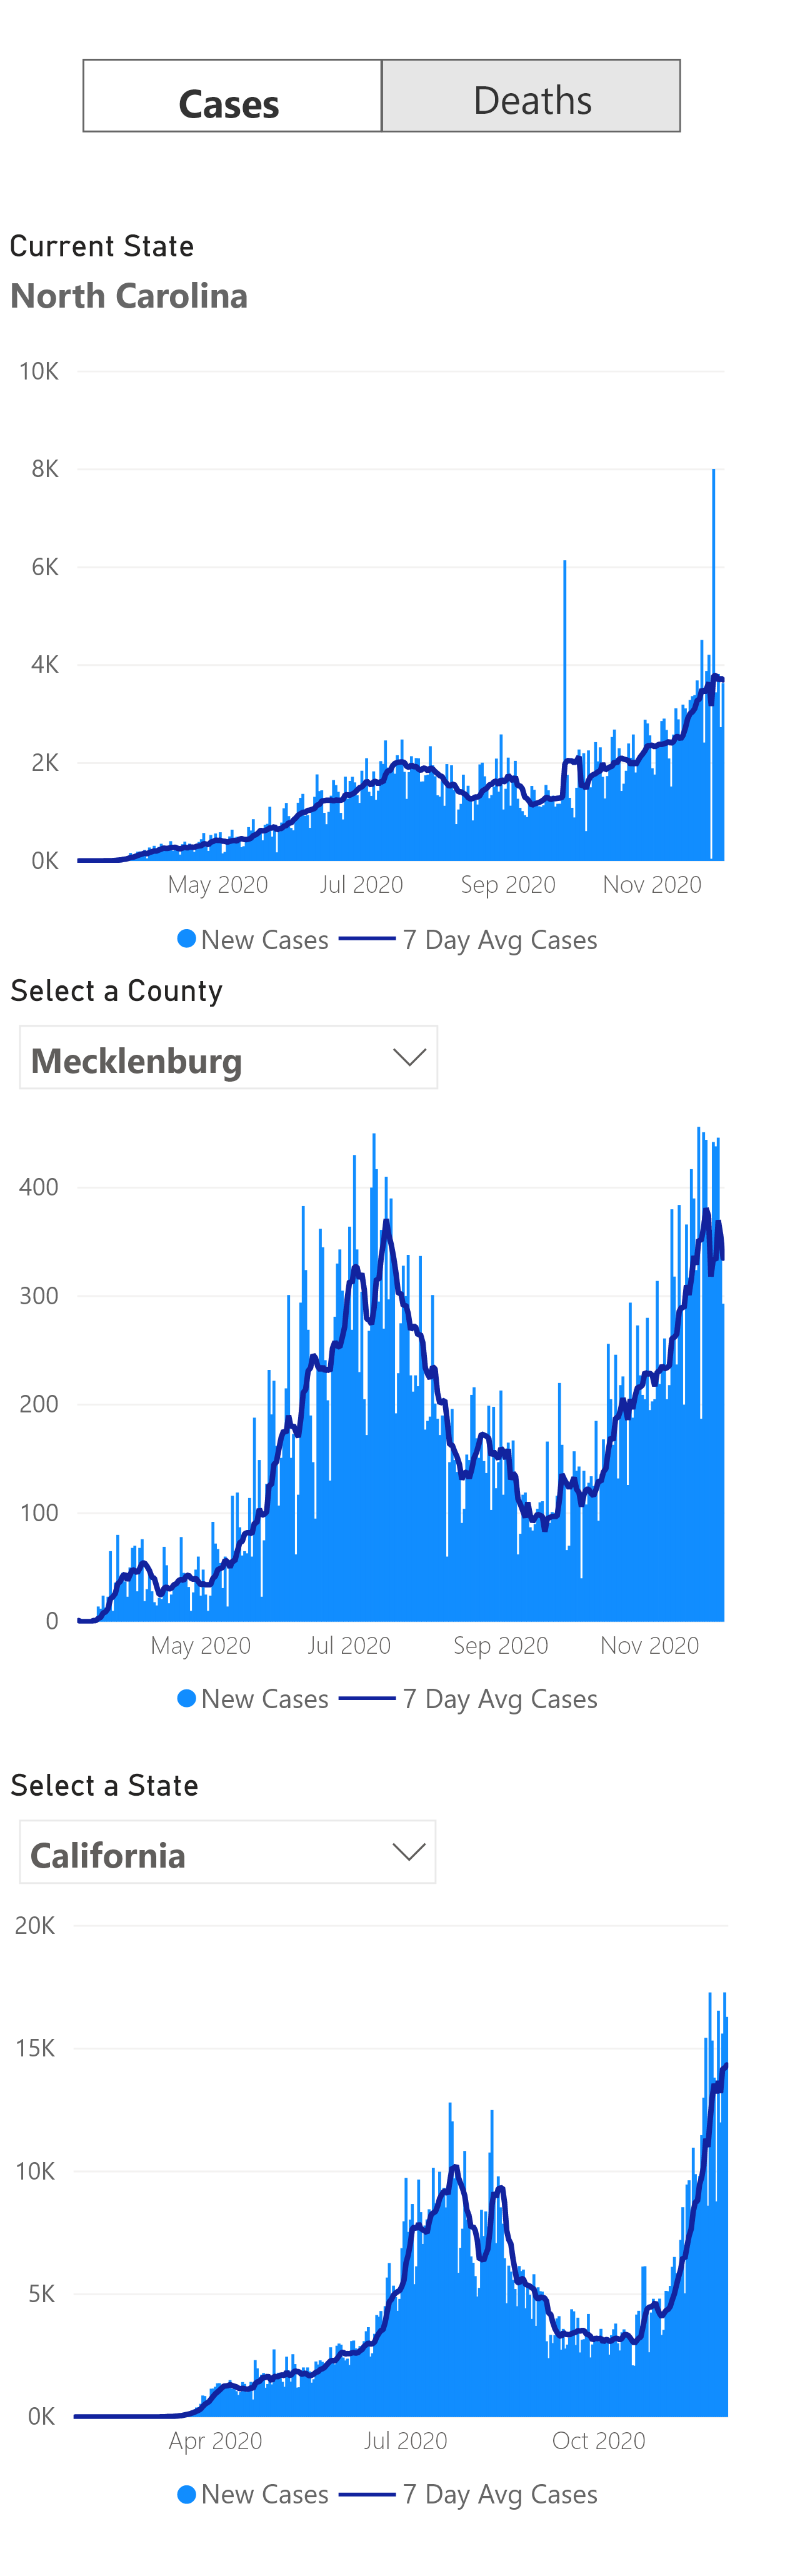 Cases Deaths
Current State
North Carolina
10K
8K
6K
4K
2K
0K
May 2020 Jul 2020 Sep 2020 Nov 2020
New Cases 7 Day Avg Cases
Select a County
Mecklenburg
400
300
200
100
0
May 2020 Jul 2020 Sep 2020 Nov 2020
New Cases 7 Day Avg Cases
Select a State
California
20K
15K
10K
5K
0K
Apr 2020 Jul 2020 Oct 2020
New Cases 7 Day Avg Cases